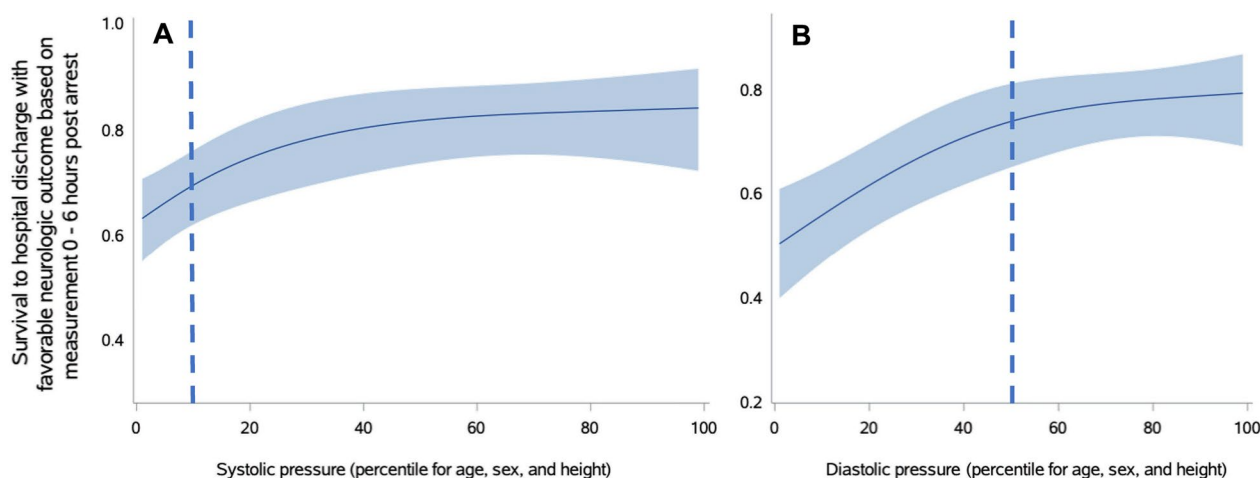 A
Survival to hospital discharge with
favorable neurologic outcome based on
measurement 0 - 6 hours post arrest
1.0
0.8
0.6
0.4
0 20 40 60 80 100
Systolic pressure (percentile for age, sex, and height)
B
0.8
0.6
0.4
0.2
0 20 40 60 80 100
Diastolic pressure (percentile for age, sex, and height)